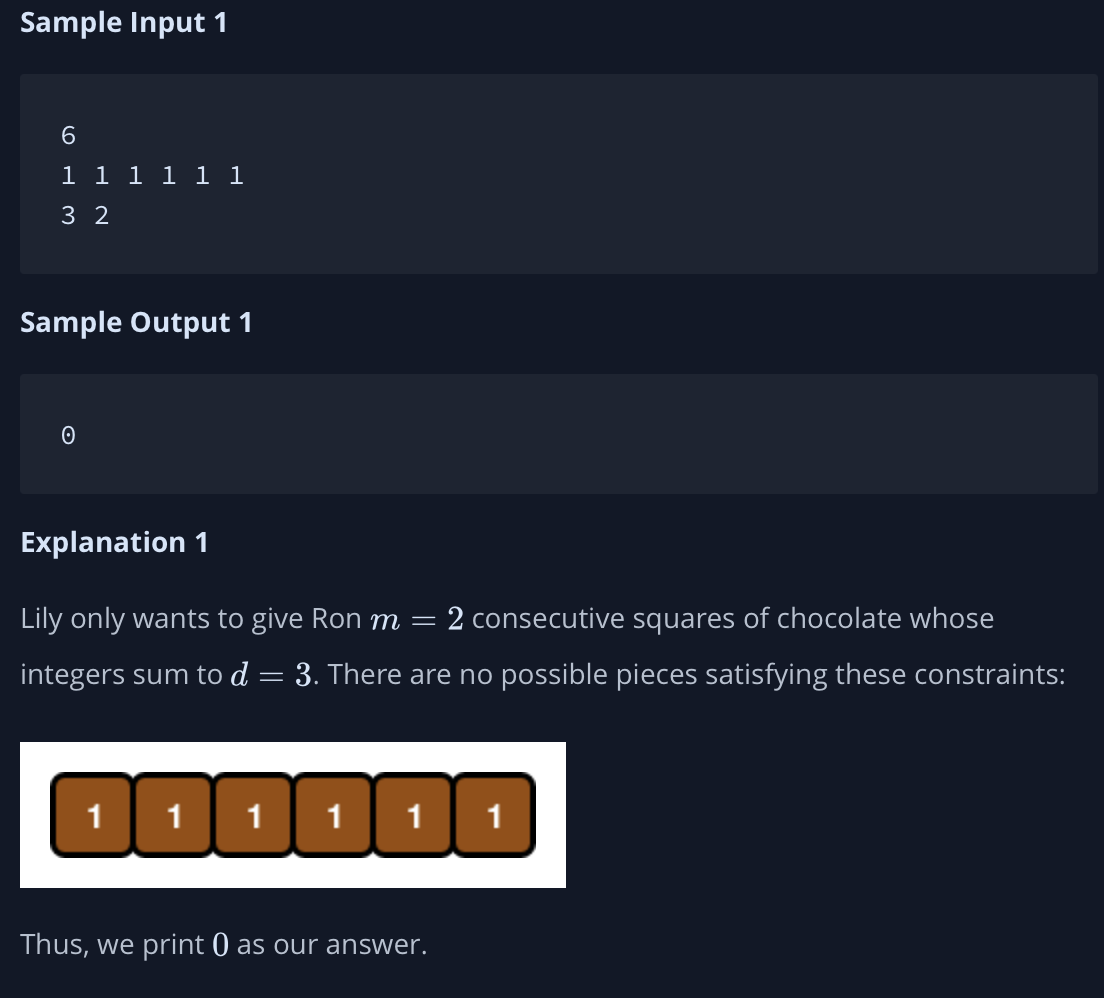 Sample Input 1
6
1 1 1 1 1 1
3 2
Sample Output 1
0
Explanation 1
Lily only wants to give Ron m = 2 consecutive squares of chocolate whose
integers sum to d = 3. There are no possible pieces satisfying these constraints:
1 1 1 1 1 1
Thus, we print 0 as our answer.